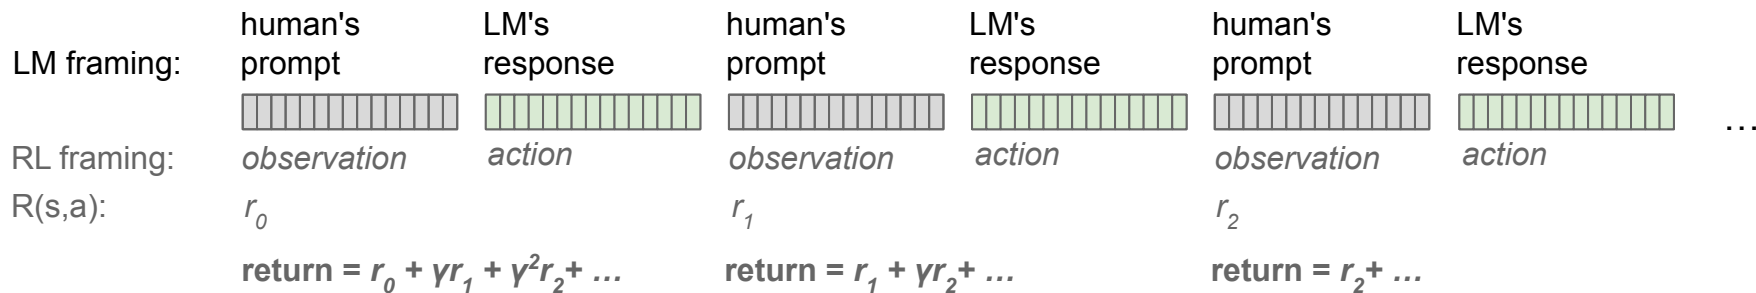 human's LM's human's LM's human's LM's
LM framing: prompt response prompt response prompt response
...
RL framing: observation action observation action observation action
R(s,a): r₀ r₁ r₂
return = r₀ + γr₁ + γ²r₂+ ... return = r₁ + γr₂+ ... return = r₂+ ...